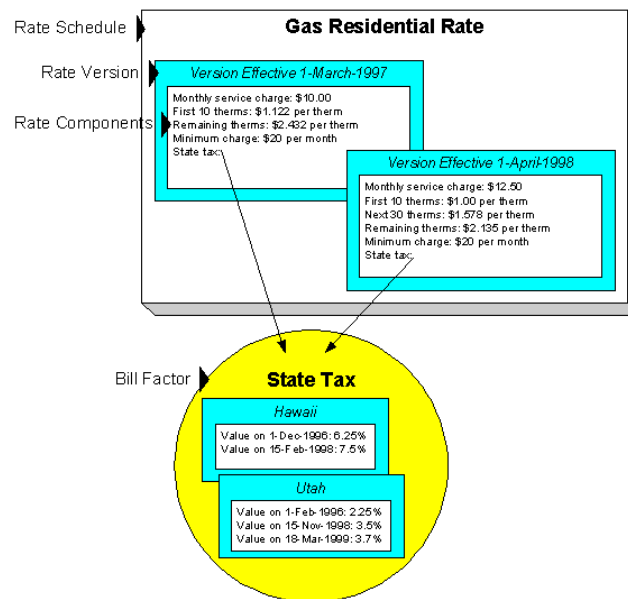 Rate Schedule
Gas Residential Rate
Rate Version
Version Effective 1-March-1997
Rate Components
Monthly service charge: $10.00
First 10 therms: $1.122 per therm
Remaining therms: $2.432 per therm
Minimum charge: $20 per month
State tax:
Version Effective 1-April-1998
Monthly service charge: $12.50
First 10 therms: $1.00 per therm
Next 30 therms: $1.578 per therm
Remaining therms: $2.135 per therm
Minimum charge: $20 per month
State tax:
Bill Factor
State Tax
Hawaii
Value on 1-Dec-1996: 6.25%
Value on 15-Feb-1998: 7.5%
Utah
Value on 1-Feb-1996: 2.25%
Value on 15-Nov-1998: 3.5%
Value on 18-Mar-1999: 3.7%